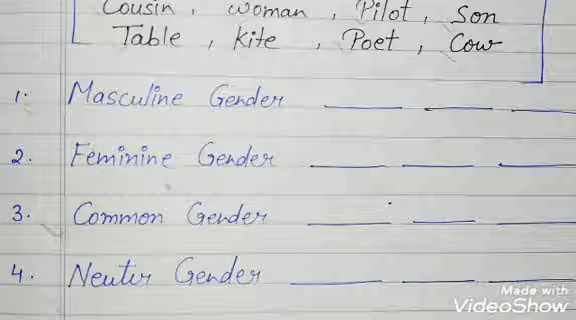 Cousin, woman, Pilot, Son
Table, Kite, Poet, Cow
1. Masculine Gender
2. Feminine Gender
3. Common Gender
4. Neuter Gender
Made with
VideoShow